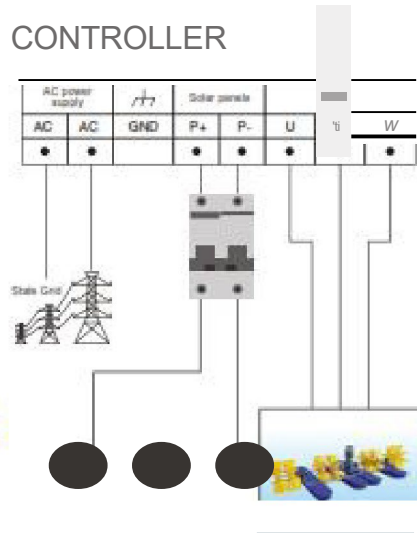 CONTROLLER
AC power supply
Solar panels
AC AC GND P+ P- U W
State Grid